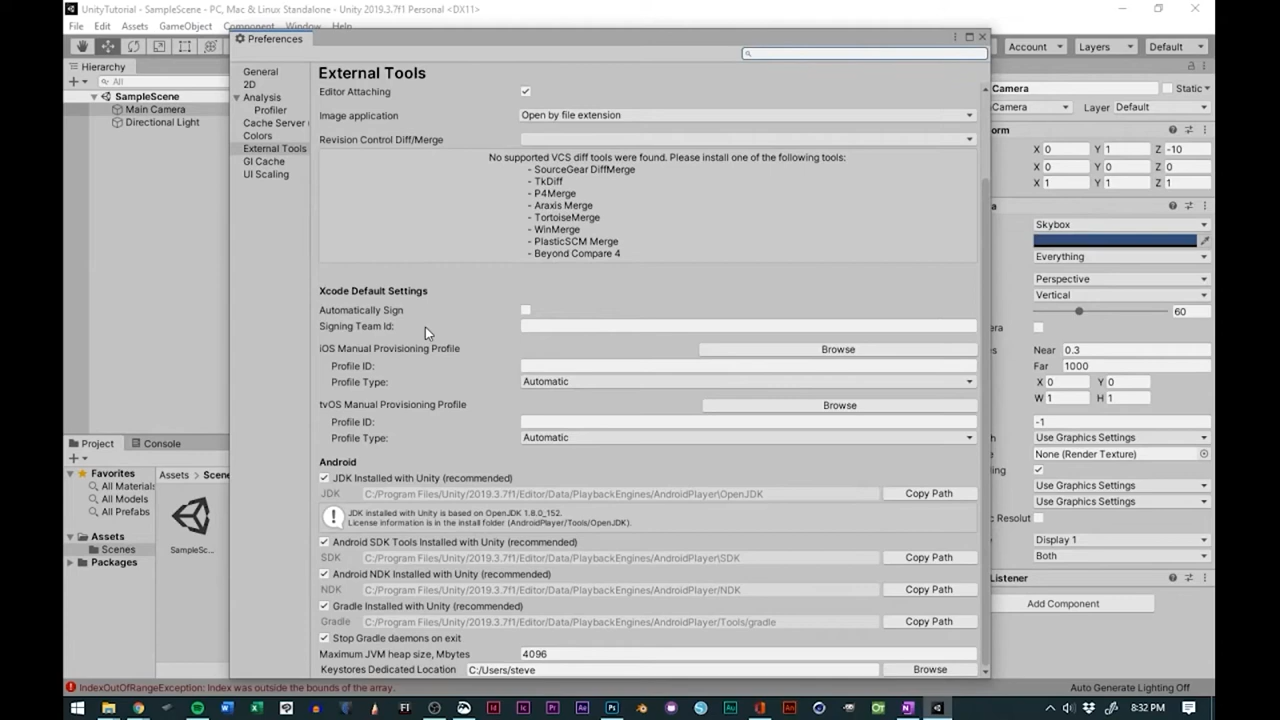 UnityTutorial - SampleScene - PC, Mac & Linux Standalone - Unity 2019.3.7f1 Personal <DX11>
File Edit Assets GameObject Component Window Help
Preferences
Account Layers Default
Hierarchy
All
SampleScene
Main Camera
Directional Light
General
2D
Analysis
Profiler
Cache Server
Colors
External Tools
GI Cache
UI Scaling
External Tools
Editor Attaching
Image application Open by file extension
Revision Control Diff/Merge
No supported VCS diff tools were found. Please install one of the following tools:
- SourceGear DiffMerge
- TkDiff
- P4Merge
- Araxis Merge
- TortoiseMerge
- WinMerge
- PlasticSCM Merge
- Beyond Compare 4
Xcode Default Settings
Automatically Sign
Signing Team Id:
iOS Manual Provisioning Profile Browse
Profile ID:
Profile Type: Automatic
tvOS Manual Provisioning Profile Browse
Profile ID:
Profile Type: Automatic
Android
JDK Installed with Unity (recommended)
JDK C:/Program Files/Unity/2019.3.7f1/Editor/Data/PlaybackEngines/AndroidPlayer\OpenJDK Copy Path
JDK installed with Unity is based on OpenJDK 1.8.0_152.
License information is in the install folder (AndroidPlayer/Tools/OpenJDK).
Android SDK Tools Installed with Unity (recommended)
SDK C:/Program Files/Unity/2019.3.7f1/Editor/Data/PlaybackEngines/AndroidPlayer\SDK Copy Path
Android NDK Installed with Unity (recommended)
NDK C:/Program Files/Unity/2019.3.7f1/Editor/Data/PlaybackEngines/AndroidPlayer/NDK Copy Path
Gradle Installed with Unity (recommended)
Gradle C:/Program Files/Unity/2019.3.7f1/Editor/Data/PlaybackEngines/AndroidPlayer/Tools/gradle Copy Path
Stop Gradle daemons on exit
Maximum JVM heap size, Mbytes 4096
Keystores Dedicated Location C:/Users/steve Browse
Camera Static
Camera Layer Default
orm
X 0 Y 1 Z -10
X 0 Y 0 Z 0
X 1 Y 1 Z 1
a
Skybox
Everything
Perspective
Vertical
60
era
Near 0.3
Far 1000
X 0 Y 0
W 1 H 1
-1
h Use Graphics Settings
e None (Render Texture)
ling
Use Graphics Settings
Use Graphics Settings
c Resolut
Display 1
Both
Listener
Add Component
Project Console
Favorites
All Material
All Models
All Prefabs
Assets
Scenes
Packages
Assets Scen
SampleSc...
IndexOutOfRangeException: Index was outside the bounds of the array. Auto Generate Lighting Off
8:32 PM